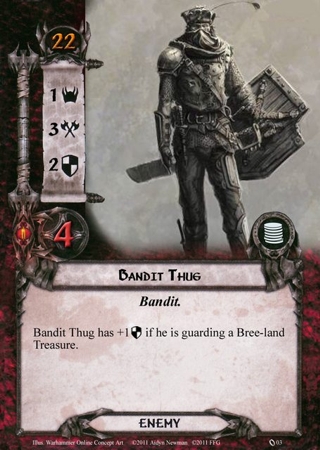 22
1
3
2
4
Bandit Thug
Bandit.
Bandit Thug has +1 if he is guarding a Bree-land
Treasure.
ENEMY
Illus. Warhammer Online Concept Art ©2011 Aidyn Newman. ©2011 FFG 03